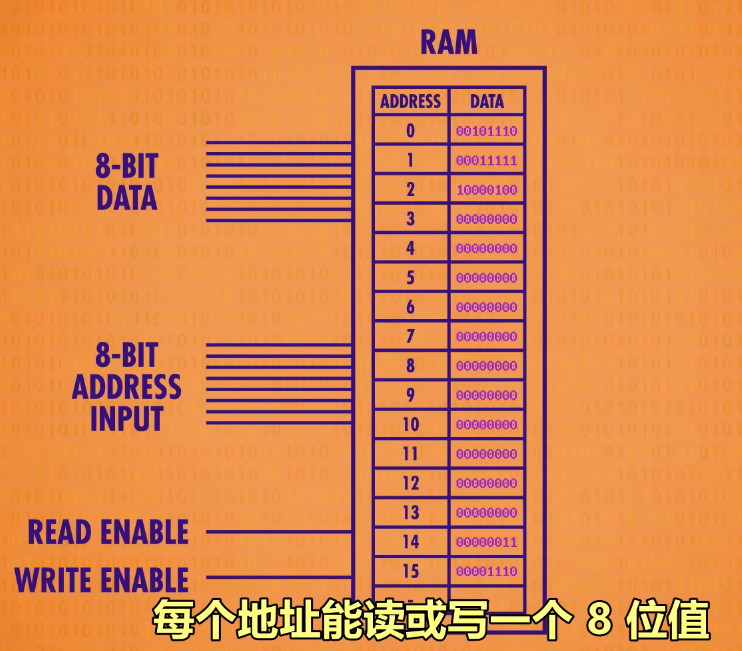 RAM
ADDRESS DATA
0 00101110
1 00011111
2 10000100
3 00000000
4 00000000
5 00000000
6 00000000
7 00000000
8 00000000
9 00000000
10 00000000
11 00000000
12 00000000
13 00000000
14 00000011
15 00001110
8-BIT
DATA
8-BIT
ADDRESS
INPUT
READ ENABLE
WRITE ENABLE
每个地址能读或写一个 8 位值